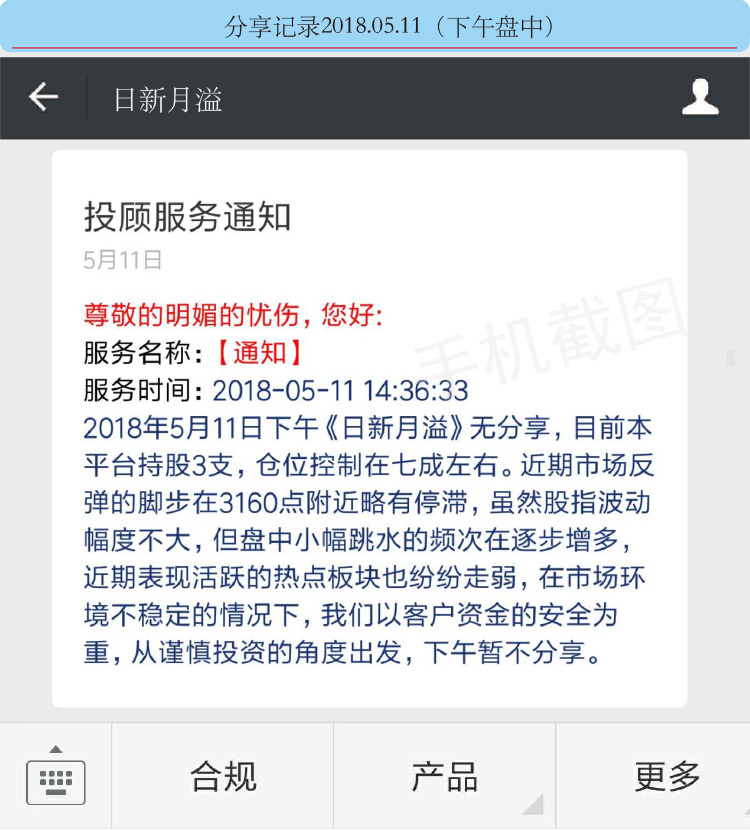 分享记录2018.05.11（下午盘中）
日新月溢
投顾服务通知
5月11日
尊敬的明媚的忧伤，您好:
服务名称：【通知】
服务时间：2018-05-11 14:36:33
2018年5月11日下午《日新月溢》无分享，目前本
平台持股3支，仓位控制在七成左右。近期市场反
弹的脚步在3160点附近略有停滞，虽然股指波动
幅度不大，但盘中小幅跳水的频次在逐步增多，
近期表现活跃的热点板块也纷纷走弱，在市场环
境不稳定的情况下，我们以客户资金的安全为
重，从谨慎投资的角度出发，下午暂不分享。
手机截图
合规
产品
更多